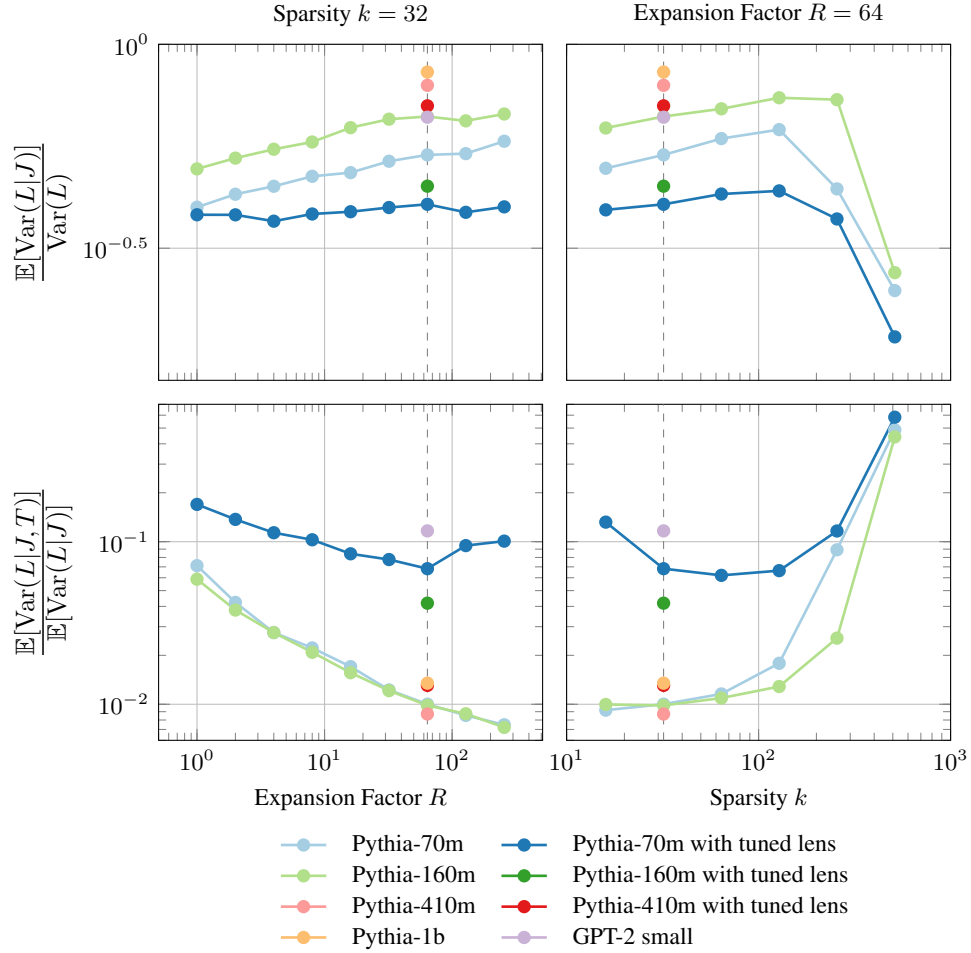 Sparsity k = 32
Expansion Factor R = 64
10^0
10^−0.5
𝔼[Var(L|J)]
Var(L)
10^−1
10^−2
𝔼[Var(L|J, T)]
𝔼[Var(L|J)]
10^0 10^1 10^2
10^1 10^2 10^3
Expansion Factor R
Sparsity k
Pythia-70m
Pythia-70m with tuned lens
Pythia-160m
Pythia-160m with tuned lens
Pythia-410m
Pythia-410m with tuned lens
Pythia-1b
GPT-2 small